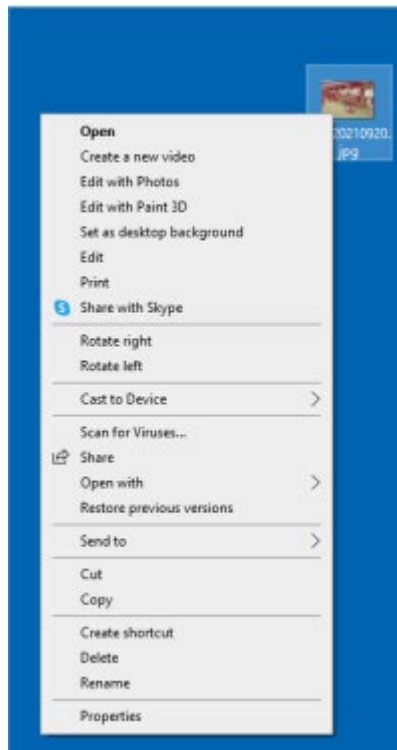 20210920.
jpg
Open
Create a new video
Edit with Photos
Edit with Paint 3D
Set as desktop background
Edit
Print
Share with Skype
Rotate right
Rotate left
Cast to Device
Scan for Viruses...
Share
Open with
Restore previous versions
Send to
Cut
Copy
Create shortcut
Delete
Rename
Properties